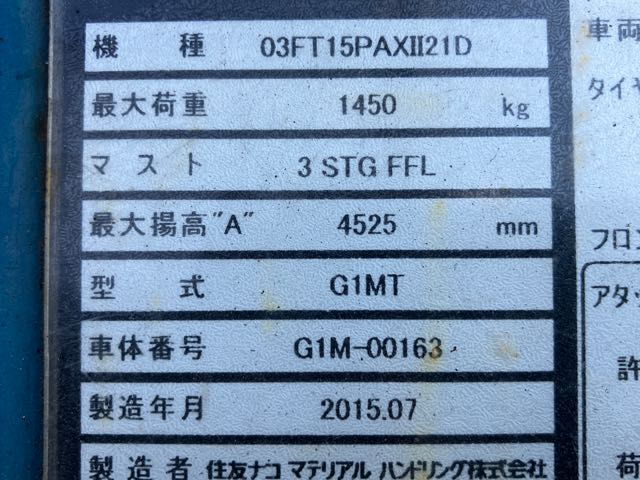 機種 03FT15PAXⅡ21D
最大荷重 1450 kg
マスト 3 STG FFL
最大揚高"A" 4525 mm
型式 G1MT
車体番号 G1M-00163
製造年月 2015.07
製造者 住友ナコ マテリアル ハンドリング株式会社
車両
タイヤ
フロン
アタッ
許
荷